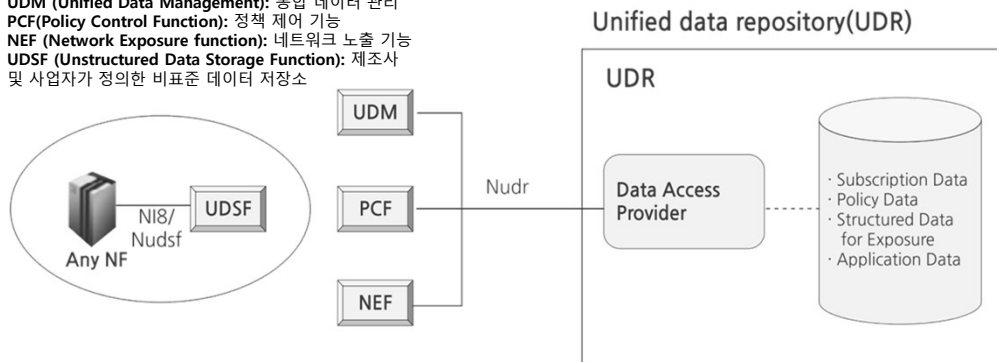 UDM (Unified Data Management): 통합 데이터 관리
PCF(Policy Control Function): 정책 제어 기능
NEF (Network Exposure function): 네트워크 노출 기능
UDSF (Unstructured Data Storage Function): 제조사
및 사업자가 정의한 비표준 데이터 저장소
Any NF
NI8/
Nudsf
UDSF
UDM
PCF
NEF
Nudr
Unified data repository(UDR)
UDR
Data Access
Provider
· Subscription Data
· Policy Data
· Structured Data
for Exposure
· Application Data